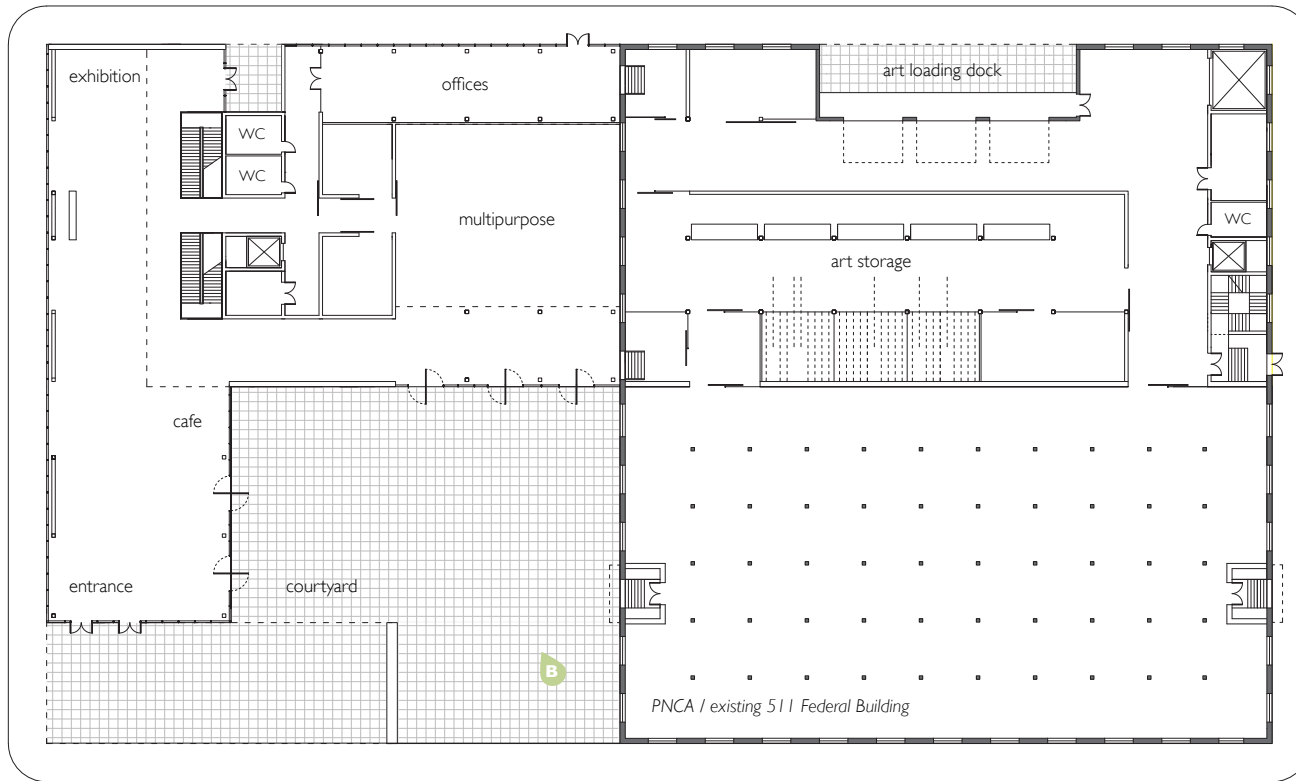 exhibition
offices
art loading dock
WC
WC
multipurpose
WC
art storage
cafe
entrance
courtyard
B
PNCA / existing 511 Federal Building